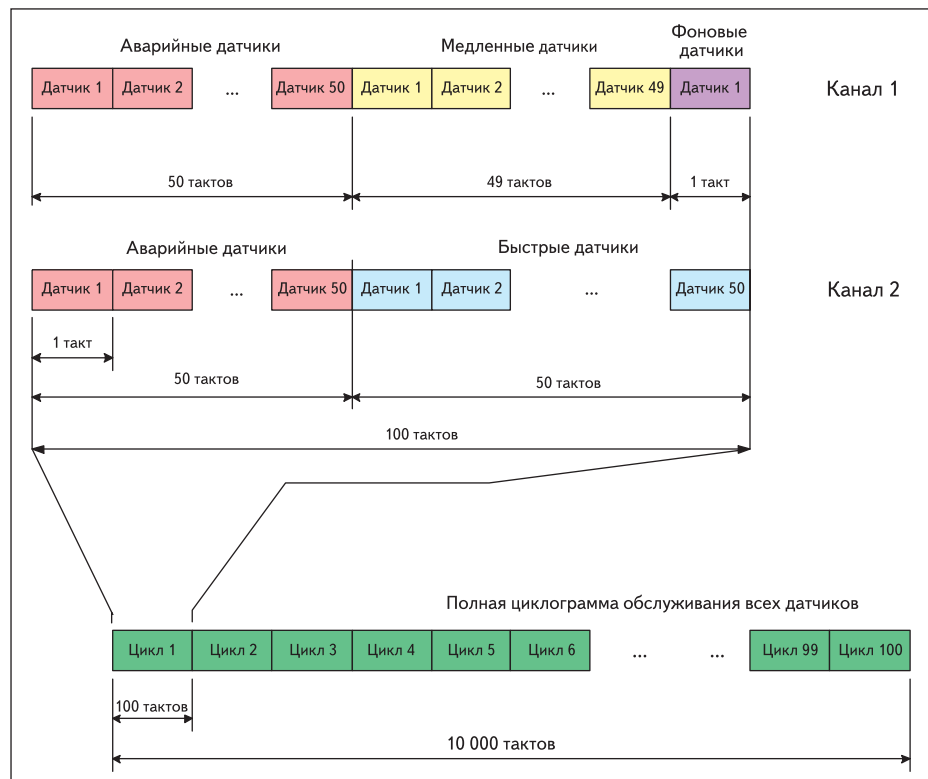 Аварийные датчики
Медленные датчики
Фоновые
датчики
Датчик 1 Датчик 2 ... Датчик 50 Датчик 1 Датчик 2 ... Датчик 49 Датчик 1
Канал 1
50 тактов
49 тактов
1 такт
Аварийные датчики
Быстрые датчики
Датчик 1 Датчик 2 ... Датчик 50 Датчик 1 Датчик 2 ... Датчик 50
Канал 2
1 такт
50 тактов
50 тактов
100 тактов
Полная циклограмма обслуживания всех датчиков
Цикл 1 Цикл 2 Цикл 3 Цикл 4 Цикл 5 Цикл 6 ... ... Цикл 99 Цикл 100
100 тактов
10 000 тактов